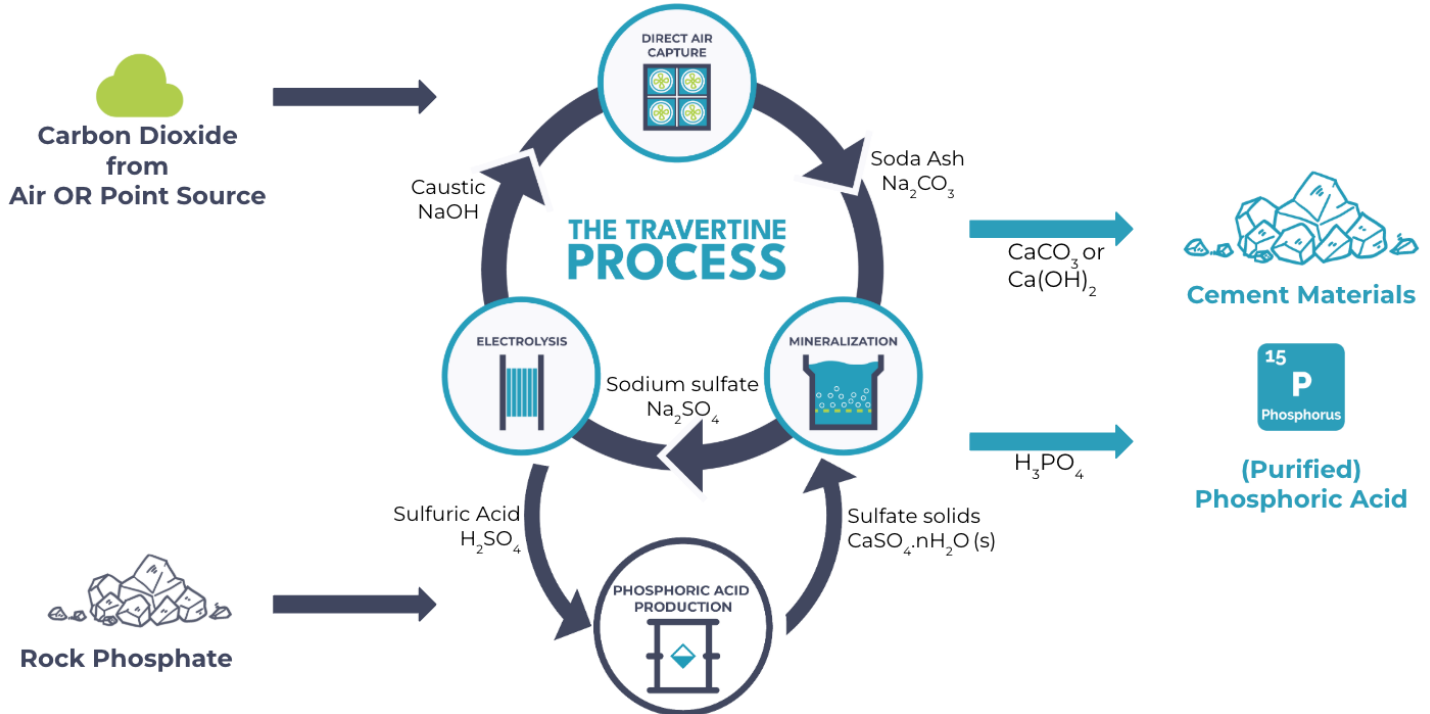 DIRECT AIR
CAPTURE
Carbon Dioxide
from
Air OR Point Source
Caustic
NaOH
Soda Ash
Na₂CO₃
THE TRAVERTINE
PROCESS
CaCO₃ or
Ca(OH)₂
Cement Materials
ELECTROLYSIS
MINERALIZATION
Sodium sulfate
Na₂SO₄
15
P
Phosphorus
H₃PO₄
(Purified)
Phosphoric Acid
Sulfuric Acid
H₂SO₄
Sulfate solids
CaSO₄.nH₂O (s)
PHOSPHORIC ACID
PRODUCTION
Rock Phosphate